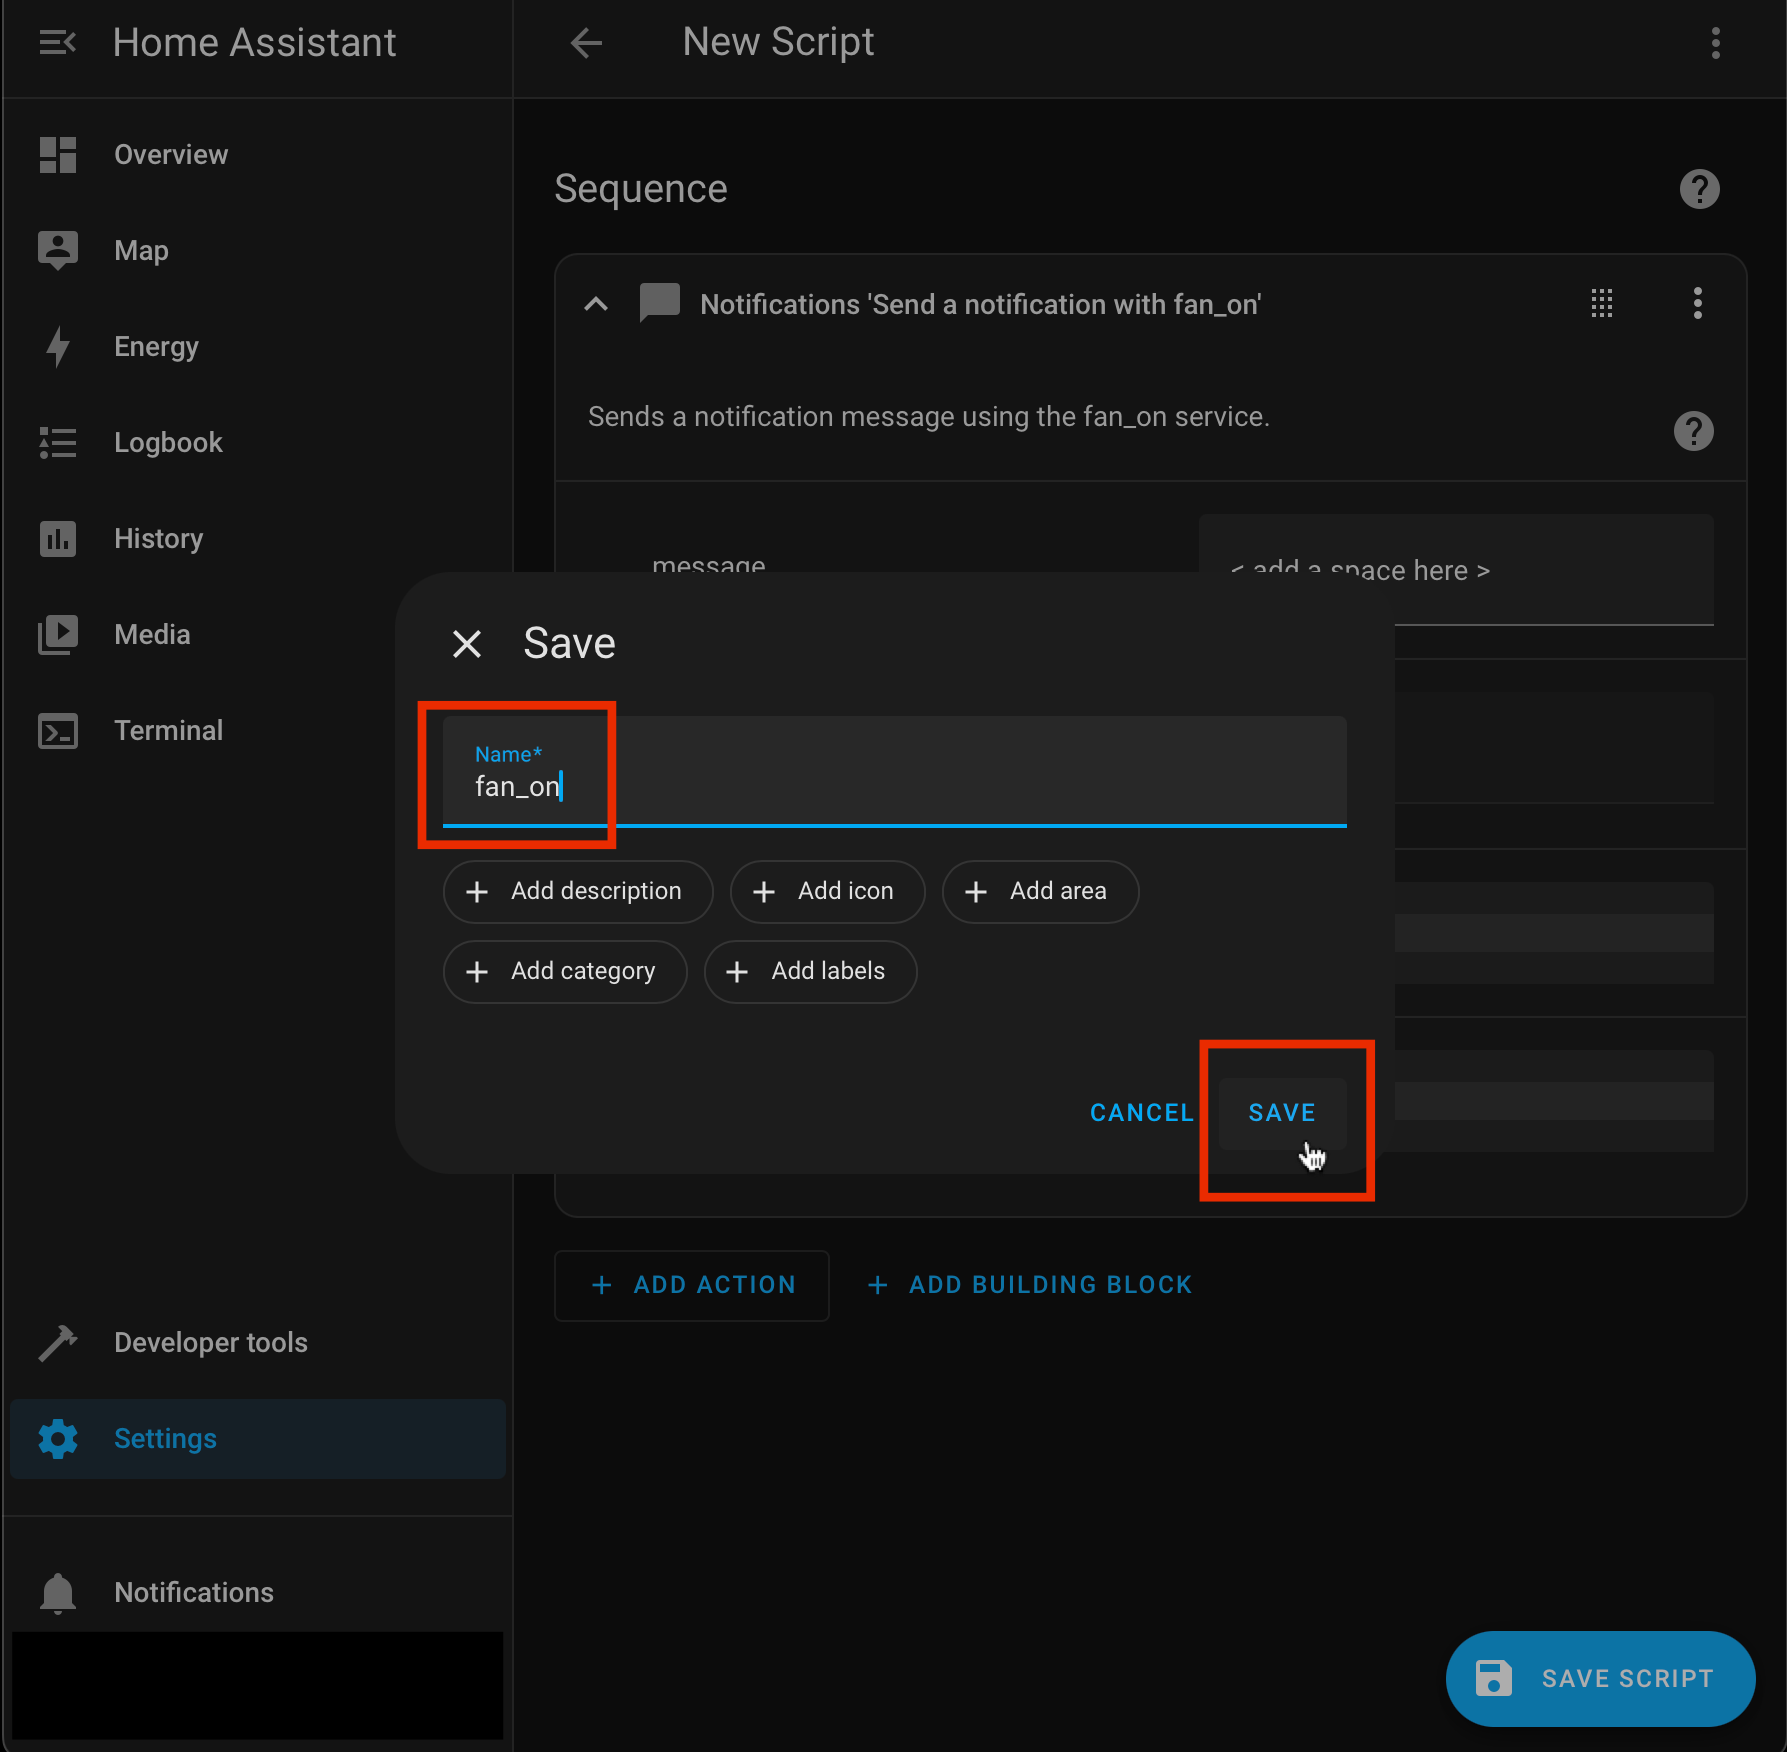 Home Assistant
New Script
Overview
Map
Energy
Logbook
History
Media
Terminal
Developer tools
Settings
Notifications
Sequence
Notifications 'Send a notification with fan_on'
Sends a notification message using the fan_on service.
message
< add a space here >
Save
Name*
fan_on
Add description
Add icon
Add area
Add category
Add labels
CANCEL
SAVE
ADD ACTION
ADD BUILDING BLOCK
SAVE SCRIPT